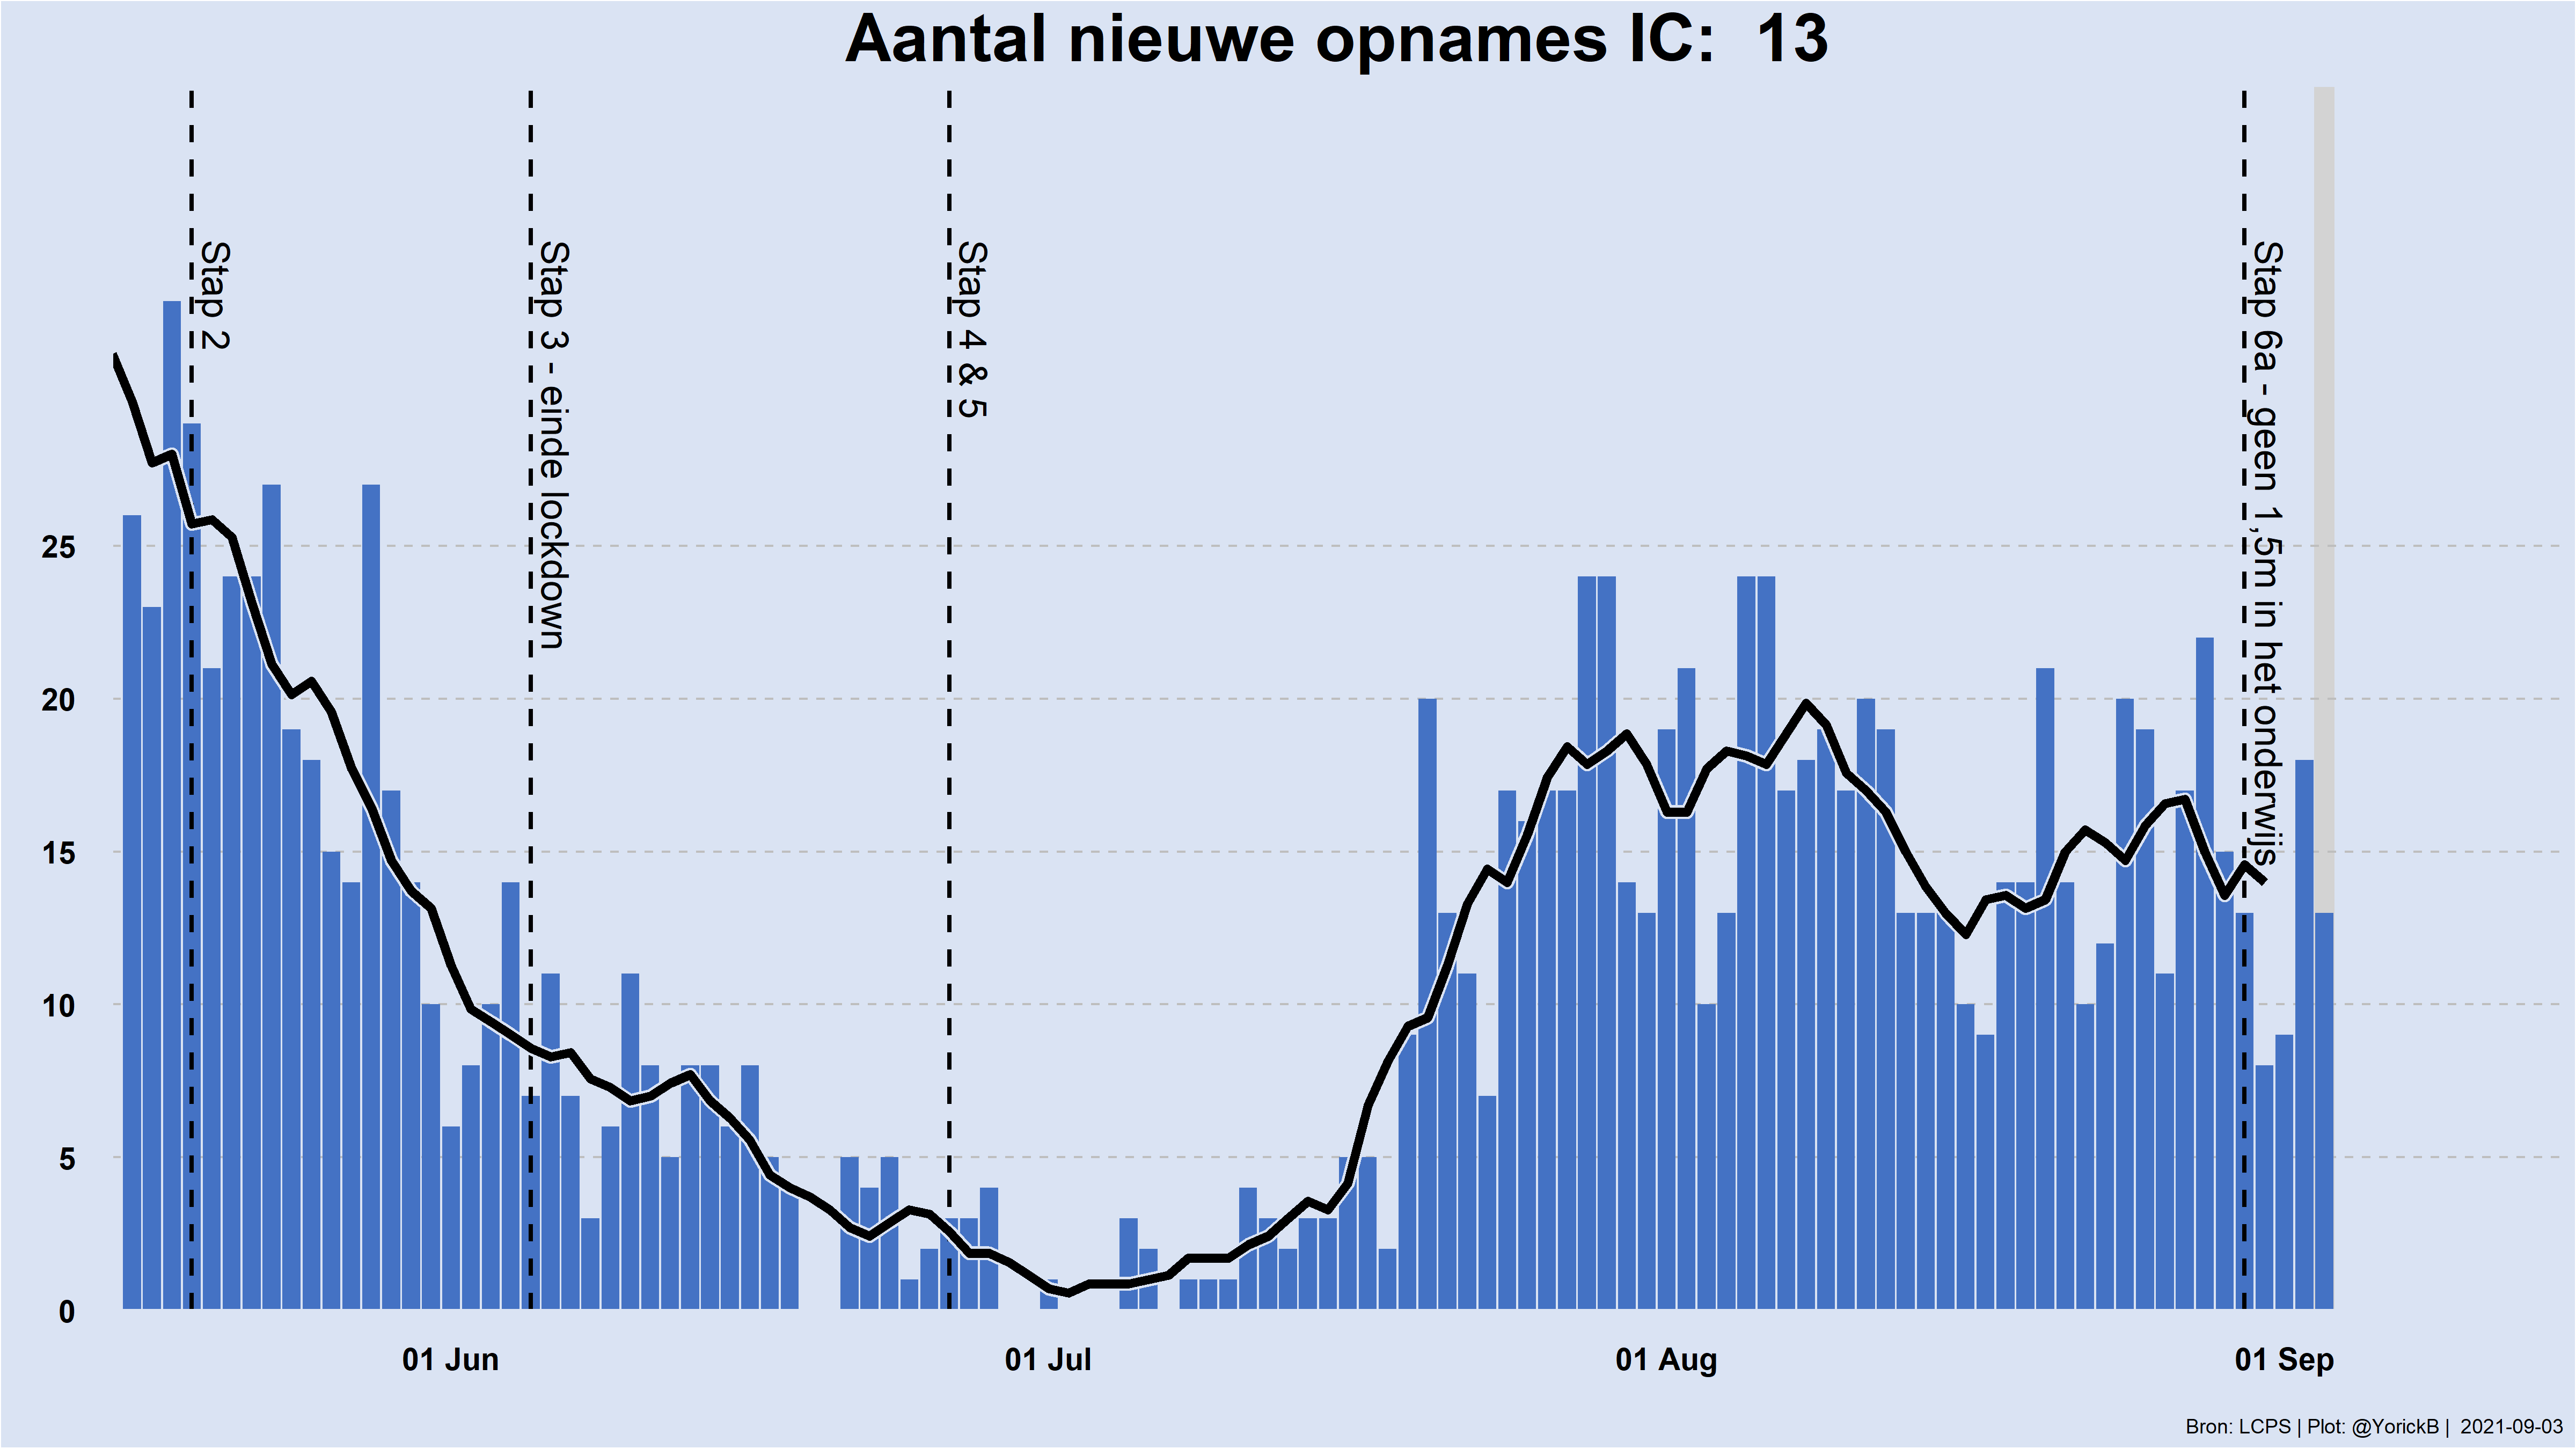 Aantal nieuwe opnames IC:  13
Stap 2
Stap 3 - einde lockdown
Stap 4 & 5
Stap 6a - geen 1,5m in het onderwijs
25
20
15
10
5
0
01 Jun
01 Jul
01 Aug
01 Sep
Bron: LCPS | Plot: @YorickB |  2021-09-03